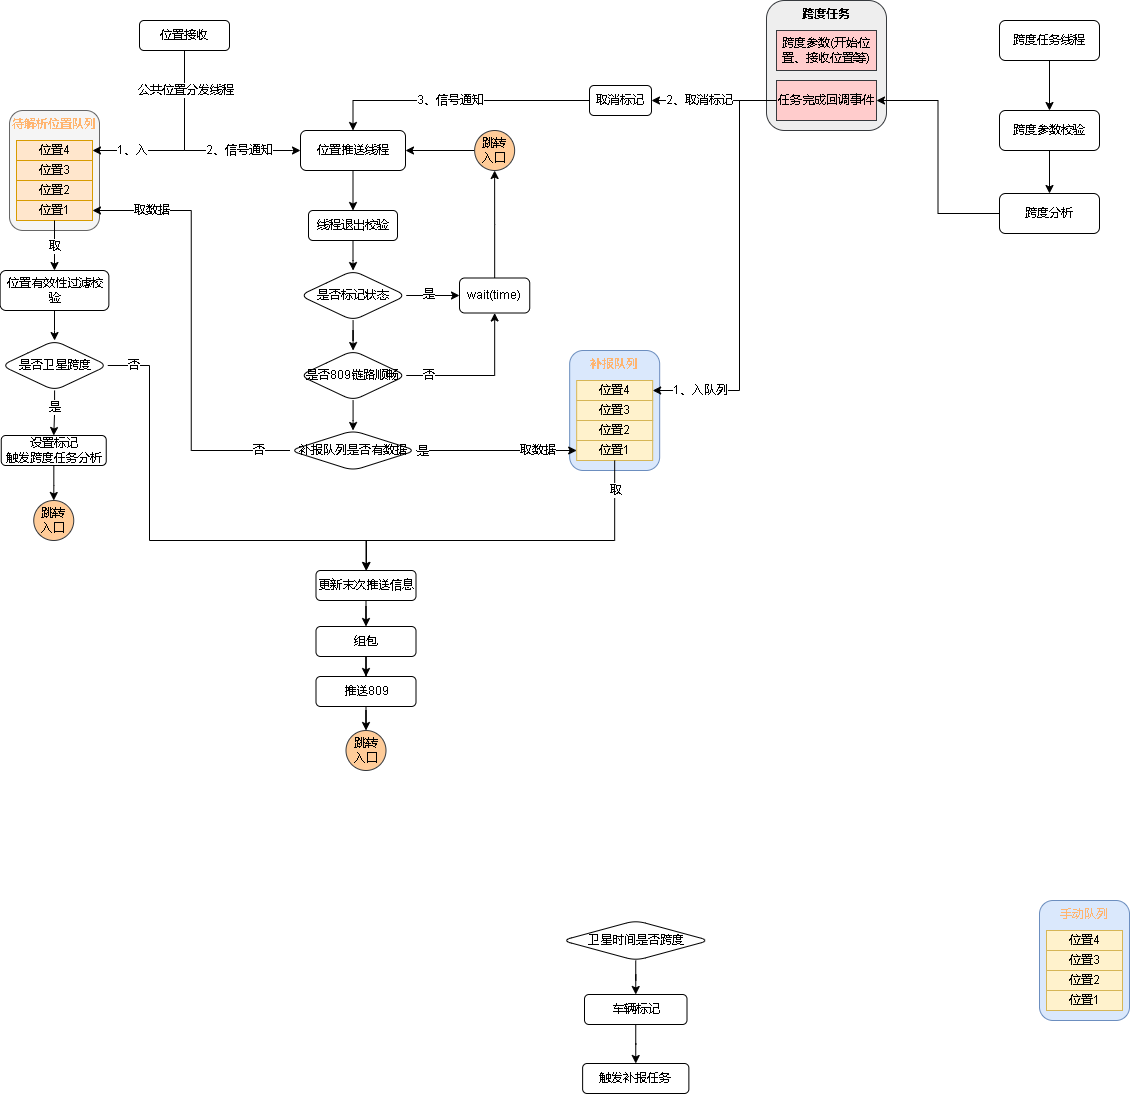 位置接收
公共位置分发线程
待解析位置队列
位置4
位置3
位置2
位置1
1、入
2、信号通知
取数据
取
位置有效性过滤校
验
是否卫星跨度
否
是
设置标记
触发跨度任务分析
跳转
入口
3、信号通知
位置推送线程
跳转
入口
线程退出校验
是否标记状态
是
wait(time)
是否809链路顺畅
否
补报队列是否有数据
否
是
取数据
取消标记
2、取消标记
跨度任务
跨度参数(开始位
置、接收位置等)
任务完成回调事件
跨度任务线程
跨度参数校验
跨度分析
补报队列
位置4
位置3
位置2
位置1
1、入队列
取
更新末次推送信息
组包
推送809
跳转
入口
卫星时间是否跨度
车辆标记
触发补报任务
手动队列
位置4
位置3
位置2
位置1